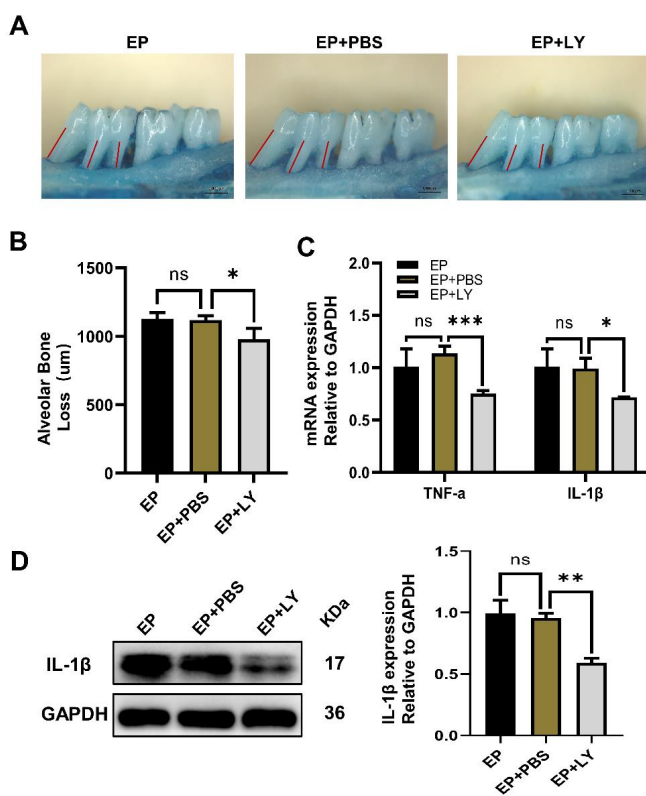 A
EP
EP+PBS
EP+LY
B
Alveolar Bone
Loss (um)
1500
1000
500
0
ns
*
EP
EP+PBS
EP+LY
C
mRNA expression
Relative to GAPDH
2.0
1.5
1.0
0.5
0.0
EP
EP+PBS
EP+LY
ns
***
ns
*
TNF-a
IL-1β
D
EP
EP+PBS
EP+LY
KDa
IL-1β
17
GAPDH
36
IL-1β expression
Relative to GAPDH
1.5
1.0
0.5
0.0
ns
**
EP
EP+PBS
EP+LY